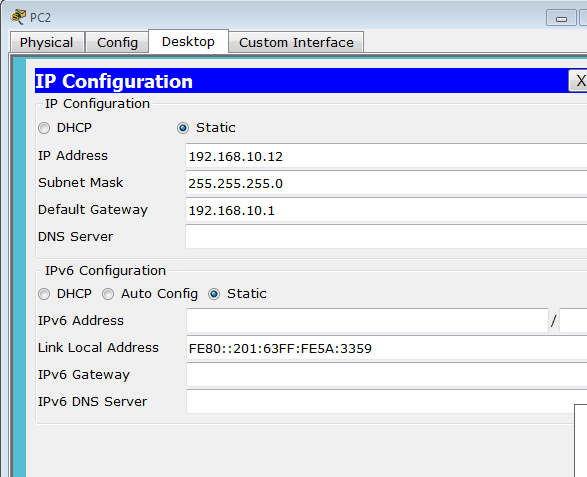 PC2
Physical Config Desktop Custom Interface
IP Configuration X
IP Configuration
DHCP Static
IP Address 192.168.10.12
Subnet Mask 255.255.255.0
Default Gateway 192.168.10.1
DNS Server
IPv6 Configuration
DHCP Auto Config Static
IPv6 Address /
Link Local Address FE80::201:63FF:FE5A:3359
IPv6 Gateway
IPv6 DNS Server